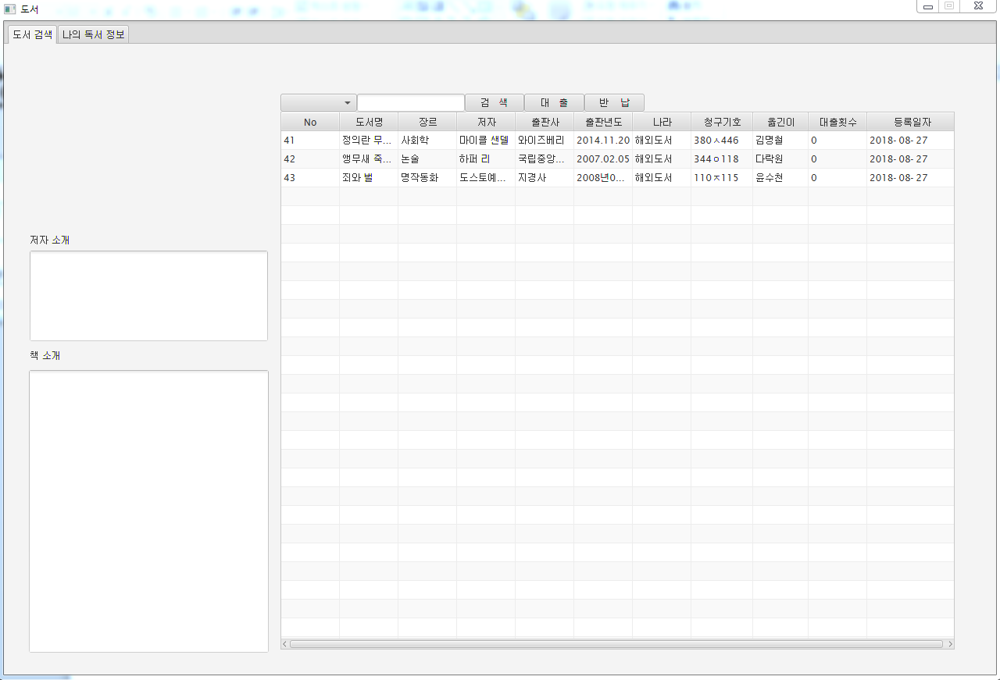 도서
도서 검색 나의 독서 정보
검 색 대 출 반 납
No 도서명 장르 저자 출판사 출판년도 나라 청구기호 옮긴이 대출횟수 등록일자
41 정의란 무... 사회학 마이클 샌델 와이즈베리 2014.11.20 해외도서 380ㅅ446 김명철 0 2018-08-27
42 앵무새 죽... 논술 하퍼 리 국립중앙... 2007.02.05 해외도서 344ㅇ118 다락원 0 2018-08-27
43 죄와 벌 명작동화 도스토예... 지경사 2008년0... 해외도서 110ㅈ115 윤수천 0 2018-08-27
저자 소개
책 소개